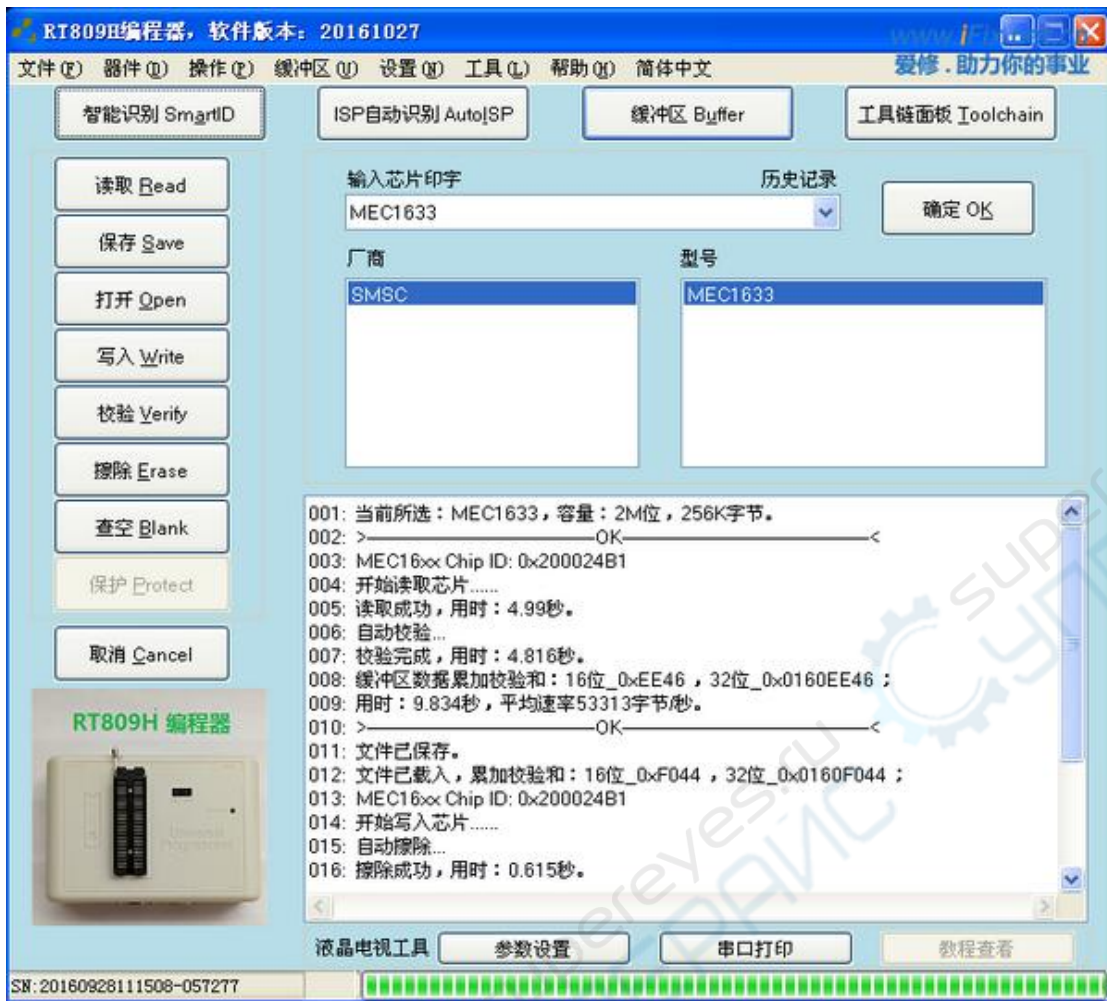 RT809H编程器，软件版本：20161027
www.iFix
爱修.助力你的事业
文件(F) 器件(D) 操作(P) 缓冲区(U) 设置(N) 工具(L) 帮助(H) 简体中文
智能识别 SmartID ISP自动识别 AutoISP 缓冲区 Buffer 工具链面板 Toolchain
读取 Read
保存 Save
打开 Open
写入 Write
校验 Verify
擦除 Erase
查空 Blank
保护 Protect
取消 Cancel
输入芯片印字 历史记录
MEC1633 确定 OK
厂商 型号
SMSC MEC1633
001: 当前所选：MEC1633，容量：2M位，256K字节。
002: >————————OK————————<
003: MEC16xx Chip ID: 0x200024B1
004: 开始读取芯片......
005: 读取成功，用时：4.99秒。
006: 自动校验...
007: 校验完成，用时：4.816秒。
008: 缓冲区数据累加校验和：16位_0xEE46 ，32位_0x0160EE46 ；
009: 用时：9.834秒，平均速率53313字节/秒。
010: >————————OK————————<
011: 文件已保存。
012: 文件已载入，累加校验和：16位_0xF044 ，32位_0x0160F044 ；
013: MEC16xx Chip ID: 0x200024B1
014: 开始写入芯片......
015: 自动擦除...
016: 擦除成功，用时：0.615秒。
RT809H 编程器
液晶电视工具 参数设置 串口打印 教程查看
SN:20160928111508-057277